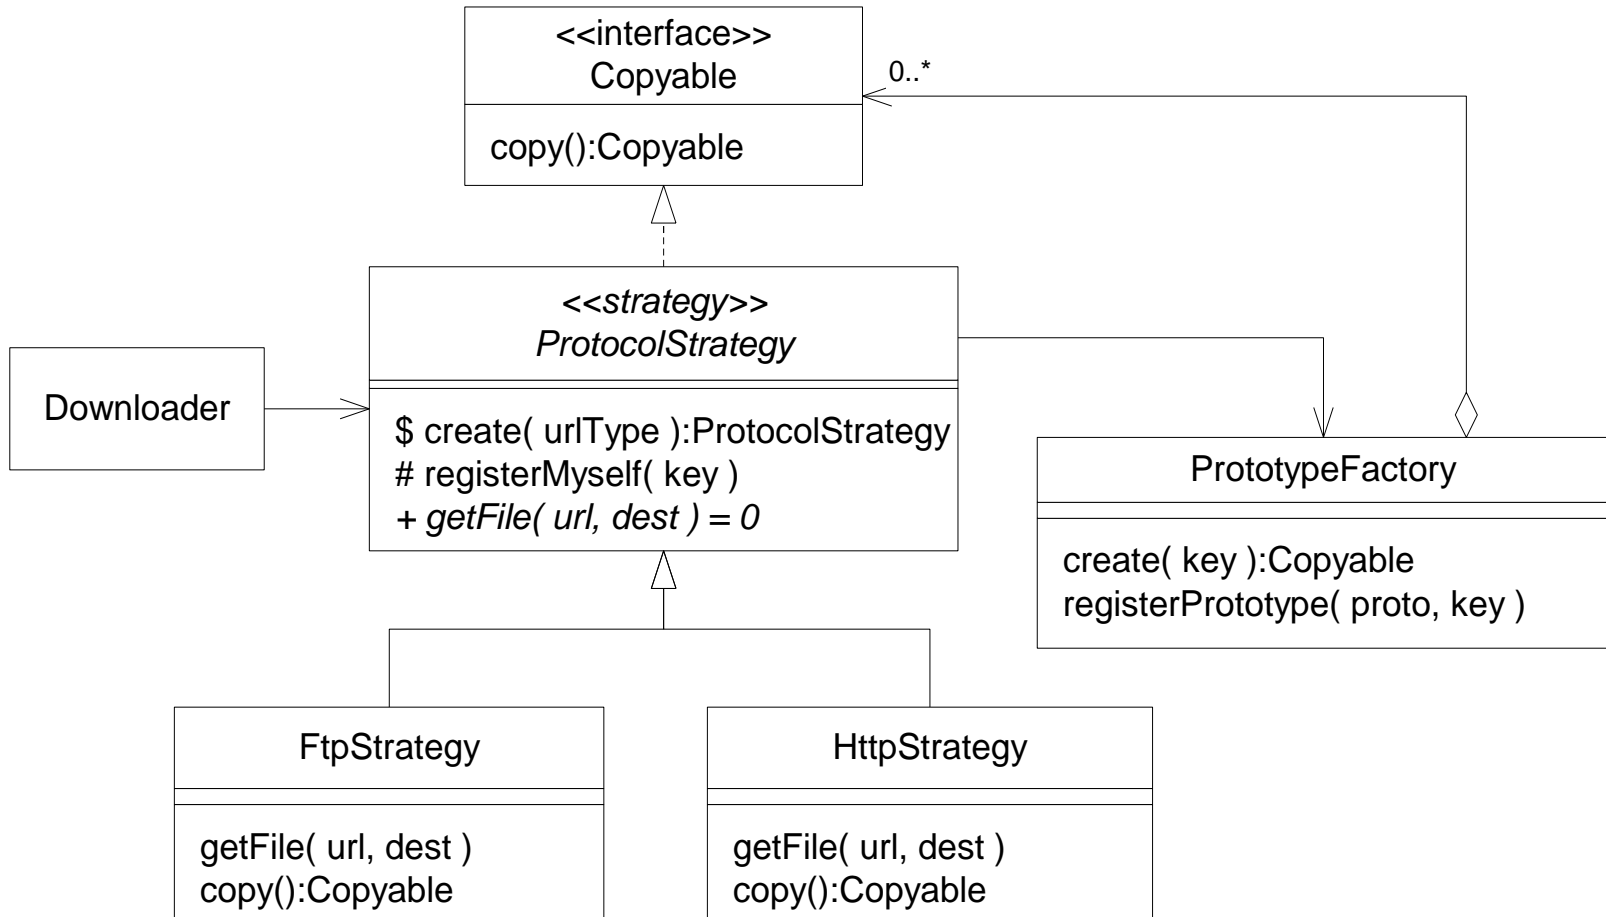 <<interface>>
Copyable
0..*
copy():Copyable
<<strategy>>
ProtocolStrategy
Downloader
$ create( urlType ):ProtocolStrategy
# registerMyself( key )
+ getFile( url, dest ) = 0
PrototypeFactory
create( key ):Copyable
registerPrototype( proto, key )
FtpStrategy
getFile( url, dest )
copy():Copyable
HttpStrategy
getFile( url, dest )
copy():Copyable